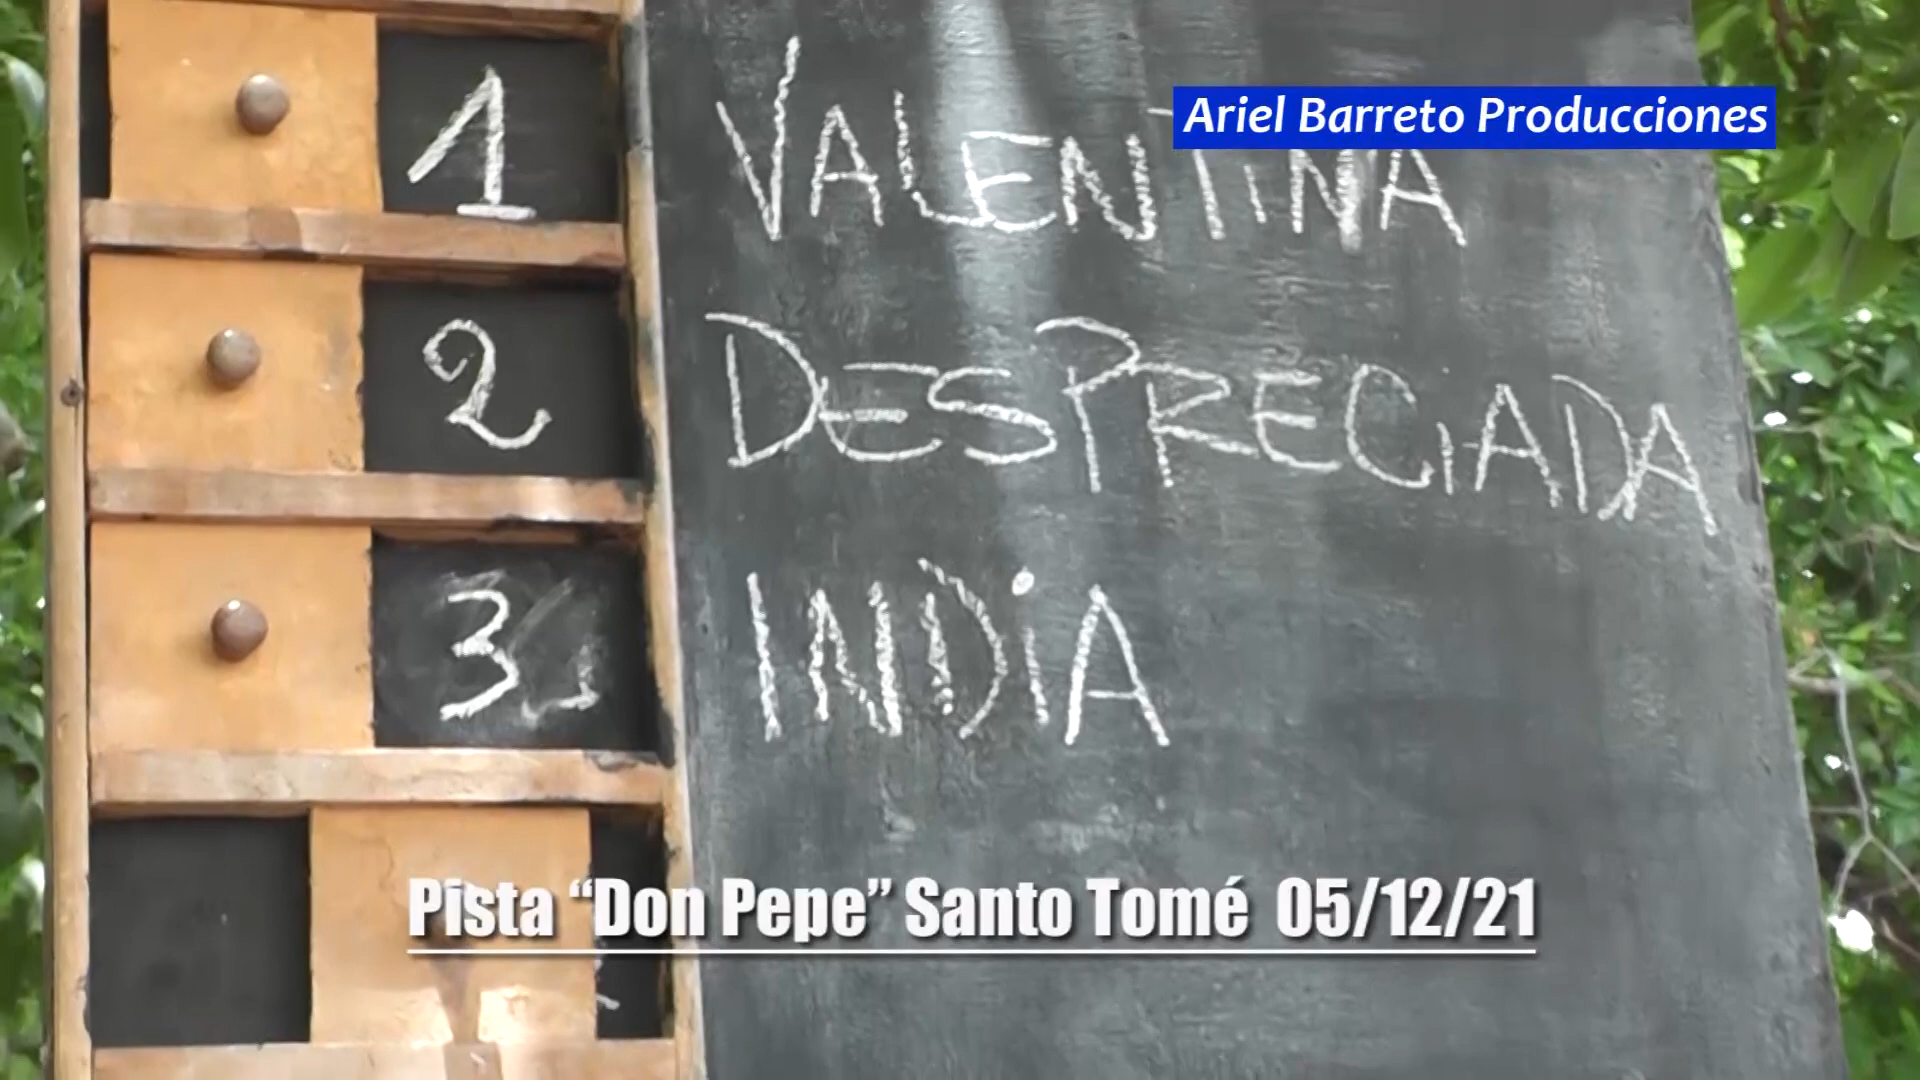 Ariel Barreto Producciones
1 VALENTiNA
2 DESPRECiADA
3 INDiA
Pista “Don Pepe” Santo Tomé 05/12/21